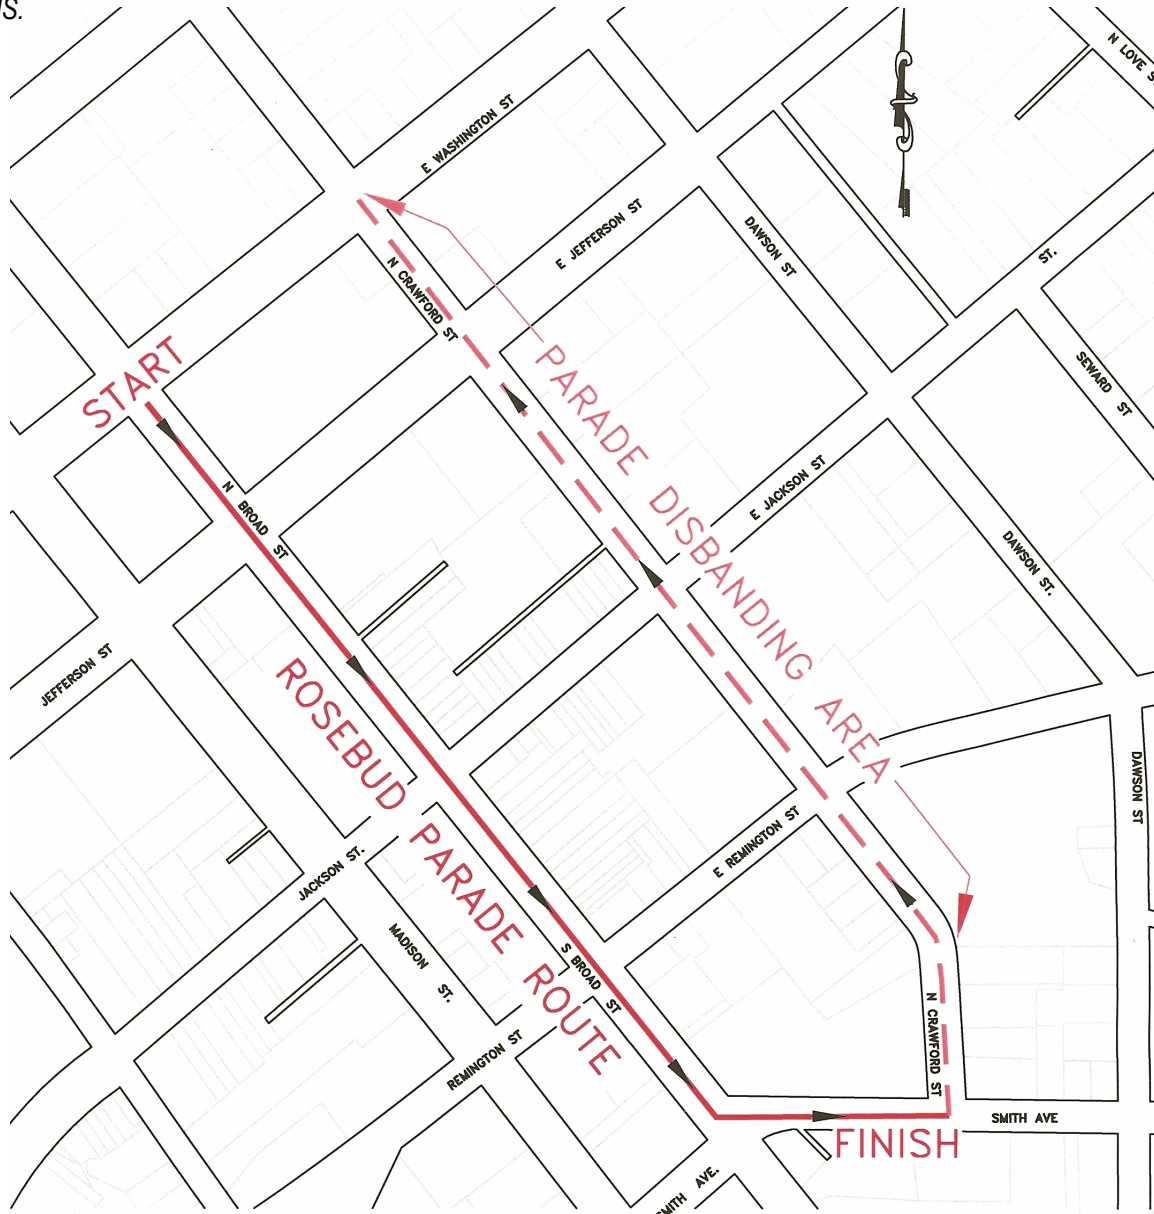 N LOVE S
E WASHINGTON ST
E JEFFERSON ST
DAWSON ST
ST.
N CRAWFORD ST
START
SEWARD ST
PARADE DISBANDING AREA
E JACKSON ST
N BROAD ST
DAWSON ST.
JEFFERSON ST
ROSEBUD PARADE ROUTE
DAWSON ST
E REMINGTON ST
JACKSON ST.
MADISON ST.
S BROAD ST
N CRAWFORD ST
REMINGTON ST
SMITH AVE
FINISH
SMITH AVE.